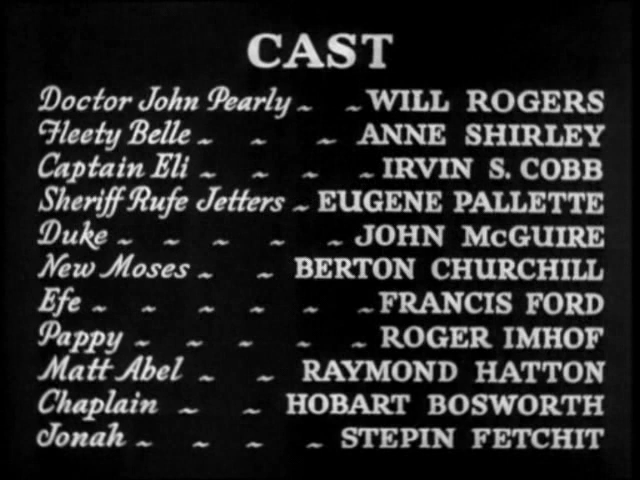 CAST
Doctor John Pearly ~ ~ WILL ROGERS
Fleety Belle ~ ~ ~ ANNE SHIRLEY
Captain Eli ~ ~ ~ ~ IRVIN S. COBB
Sheriff Rufe Jetters ~ EUGENE PALLETTE
Duke ~ ~ ~ ~ ~ JOHN McGUIRE
New Moses ~ ~ BERTON CHURCHILL
Efe ~ ~ ~ ~ ~ ~ FRANCIS FORD
Pappy ~ ~ ~ ~ ~ ROGER IMHOF
Matt Abel ~ ~ RAYMOND HATTON
Chaplain ~ ~ HOBART BOSWORTH
Jonah ~ ~ ~ ~ STEPIN FETCHIT